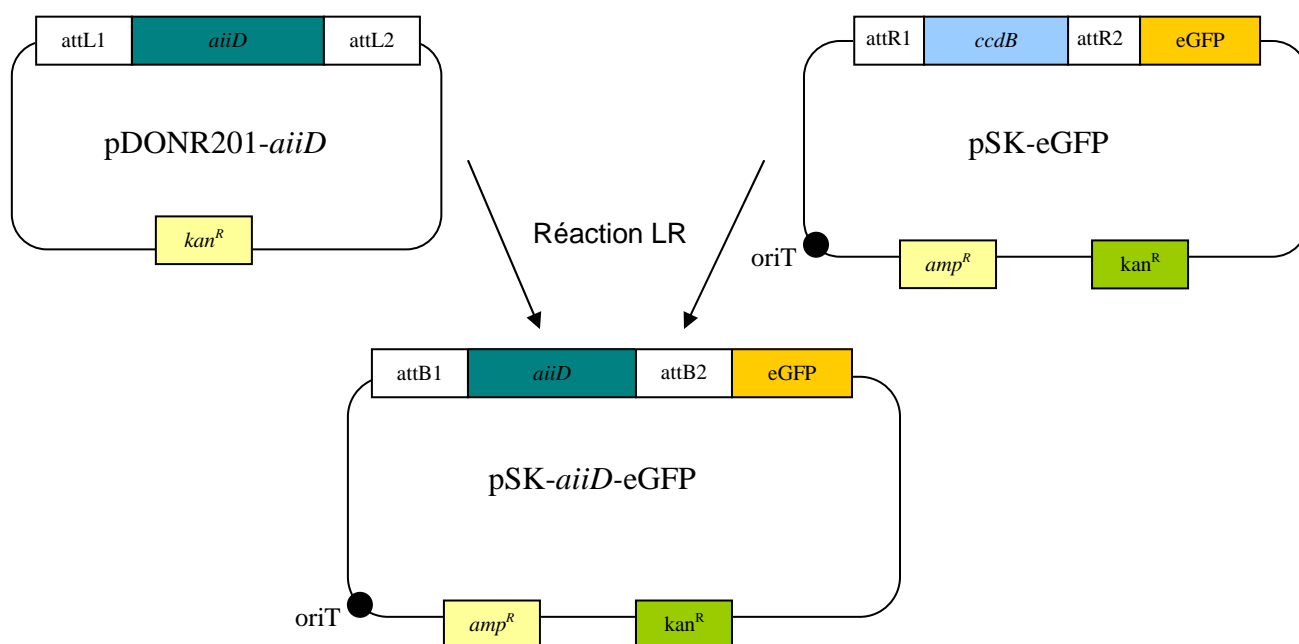 attL1 aiiD attL2
pDONR201-aiiD
kanR
attR1 ccdB attR2 eGFP
pSK-eGFP
oriT
ampR kanR
Réaction LR
attB1 aiiD attB2 eGFP
pSK-aiiD-eGFP
oriT
ampR kanR